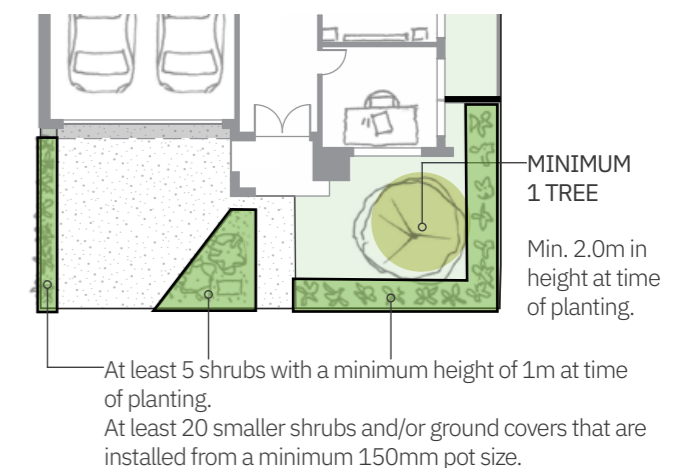 MINIMUM
1 TREE
Min. 2.0m in
height at time
of planting.
At least 5 shrubs with a minimum height of 1m at time
of planting.
At least 20 smaller shrubs and/or ground covers that are
installed from a minimum 150mm pot size.